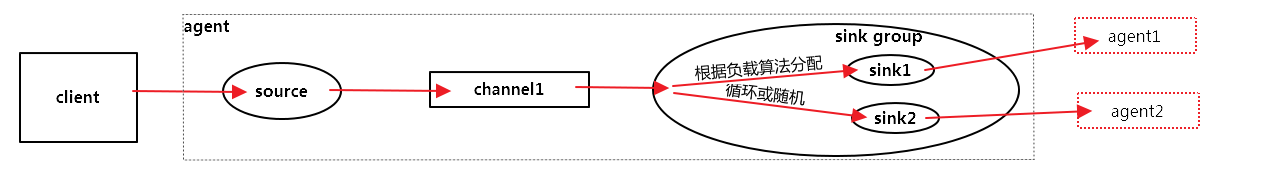 agent
client
source
channel1
sink group
根据负载算法分配
循环或随机
sink1
sink2
agent1
agent2